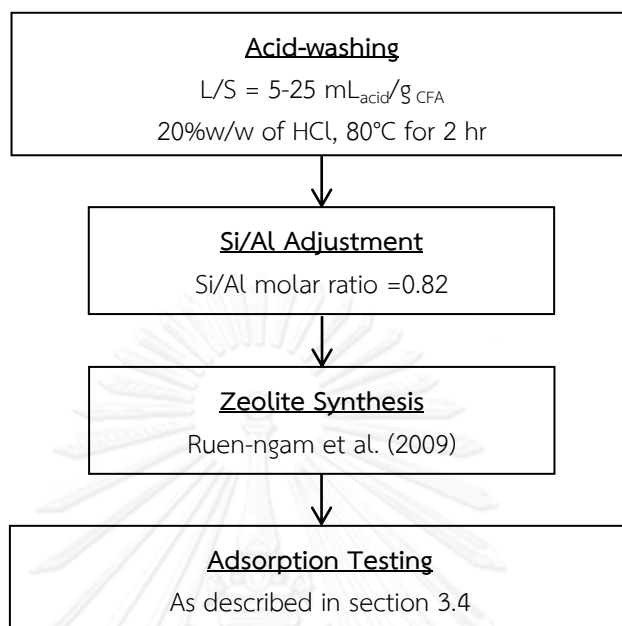 Acid-washing
L/S = 5-25 mLacid/g CFA
20%w/w of HCl, 80°C for 2 hr
Si/Al Adjustment
Si/Al molar ratio =0.82
Zeolite Synthesis
Ruen-ngam et al. (2009)
Adsorption Testing
As described in section 3.4